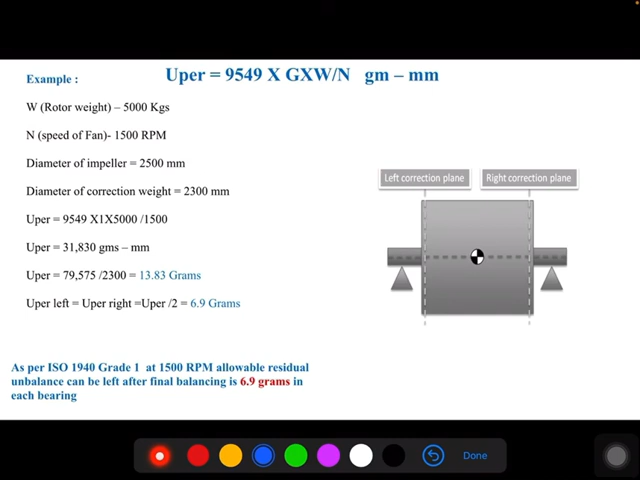 Uper = 9549 X GXW/N gm – mm
Example :
W (Rotor weight) – 5000 Kgs
N (speed of Fan)- 1500 RPM
Diameter of impeller = 2500 mm
Diameter of correction weight = 2300 mm
Uper = 9549 X1X5000 /1500
Uper = 31,830 gms – mm
Uper = 79,575 /2300 = 13.83 Grams
Uper left = Uper right =Uper /2 = 6.9 Grams
Left correction plane
Right correction plane
As per ISO 1940 Grade 1 at 1500 RPM allowable residual
unbalance can be left after final balancing is 6.9 grams in
each bearing
Done